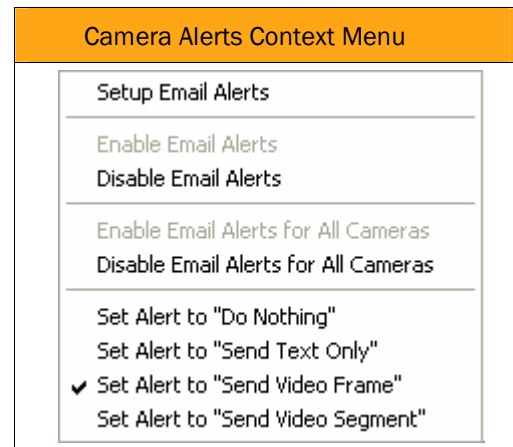 Camera Alerts Context Menu
Setup Email Alerts
Enable Email Alerts
Disable Email Alerts
Enable Email Alerts for All Cameras
Disable Email Alerts for All Cameras
Set Alert to "Do Nothing"
Set Alert to "Send Text Only"
Set Alert to "Send Video Frame"
Set Alert to "Send Video Segment"